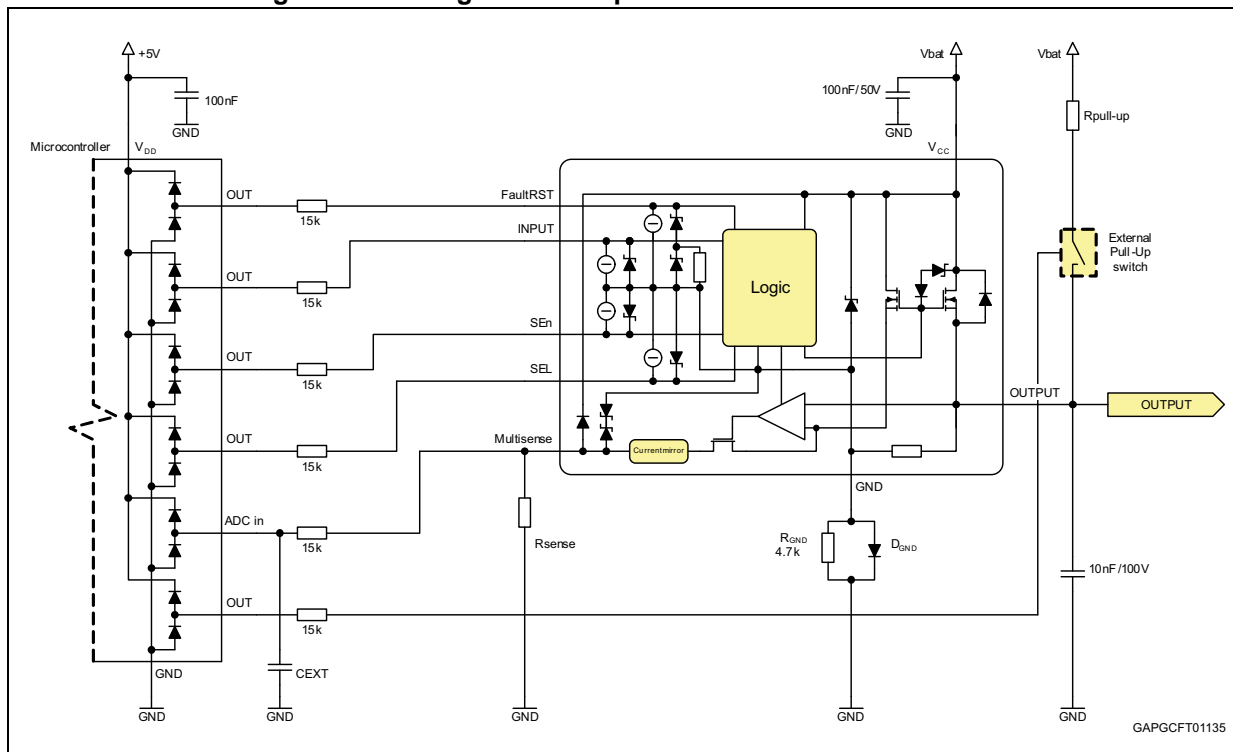 +5V
Vbat
Vbat
100nF
100nF/50V
GND
GND
Rpull-up
Microcontroller
VDD
VCC
OUT
15k
FaultRST
INPUT
OUT
15k
Logic
External
Pull-Up
switch
SEn
OUT
15k
SEL
OUTPUT
OUTPUT
OUT
15k
Multisense
Currentmirror
GND
ADC in
15k
Rsense
RGND
4.7k
DGND
10nF/100V
OUT
15k
GND
CEXT
GND
GND
GND
GND
GND
GAPGCFT01135